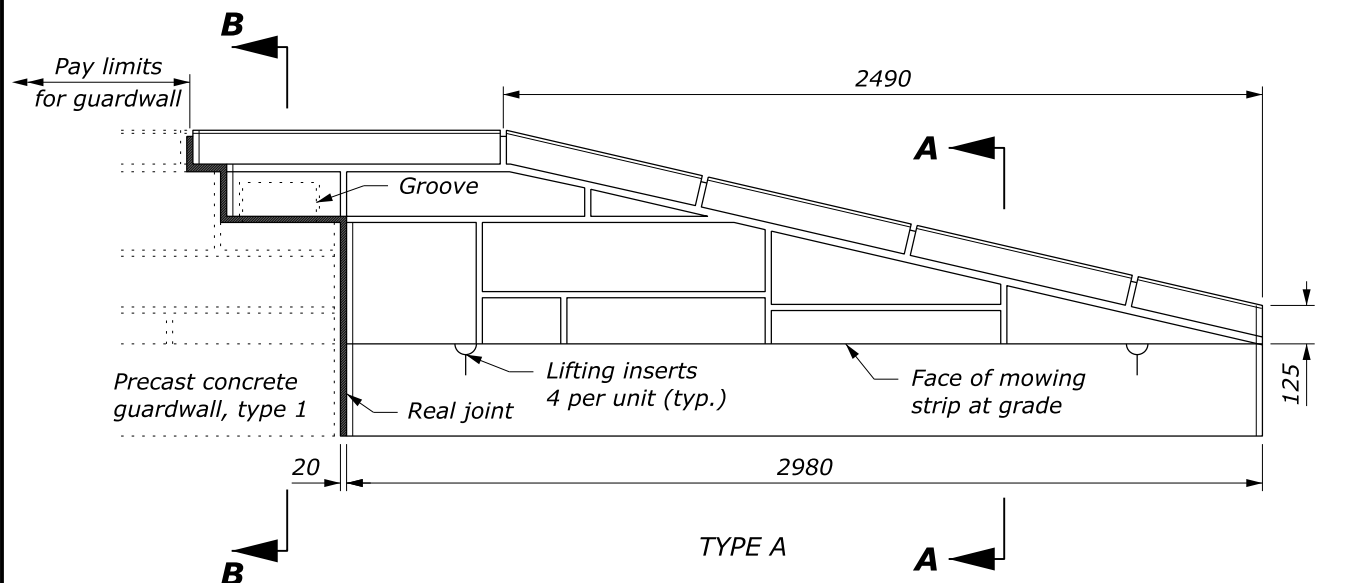 B
Pay limits
for guardwall
2490
A
Groove
Precast concrete
guardwall, type 1
Lifting inserts
4 per unit (typ.)
Real joint
Face of mowing
strip at grade
125
20
2980
TYPE A
B
A